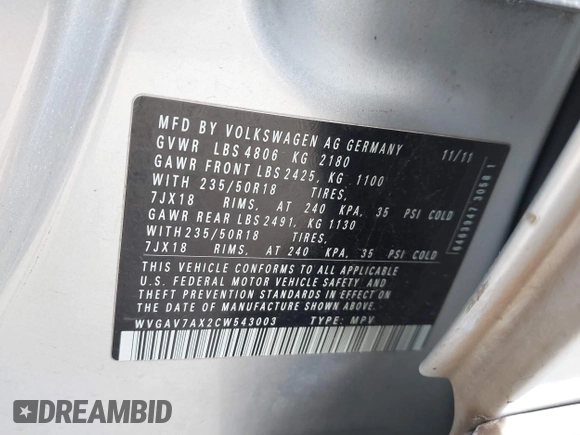 MFD BY VOLKSWAGEN AG GERMANY
GVWR LBS 4806 KG 2180 11/11
GAWR FRONT LBS 2425, KG 1100
WITH 235/50R18 TIRES,
7JX18 RIMS, AT 240 KPA, 35 PSI COLD
GAWR REAR LBS 2491, KG 1130
WITH 235/50R18 TIRES,
7JX18 RIMS, AT 240 KPA, 35 PSI COLD
THIS VEHICLE CONFORMS TO ALL APPLICABLE
U.S. FEDERAL MOTOR VEHICLE SAFETY AND
THEFT PREVENTION STANDARDS IN EFFECT ON
THE DATE OF MANUFACTURE SHOWN ABOVE.
WVGAV7AX2CW543003 TYPE: MPV
DREAMBID